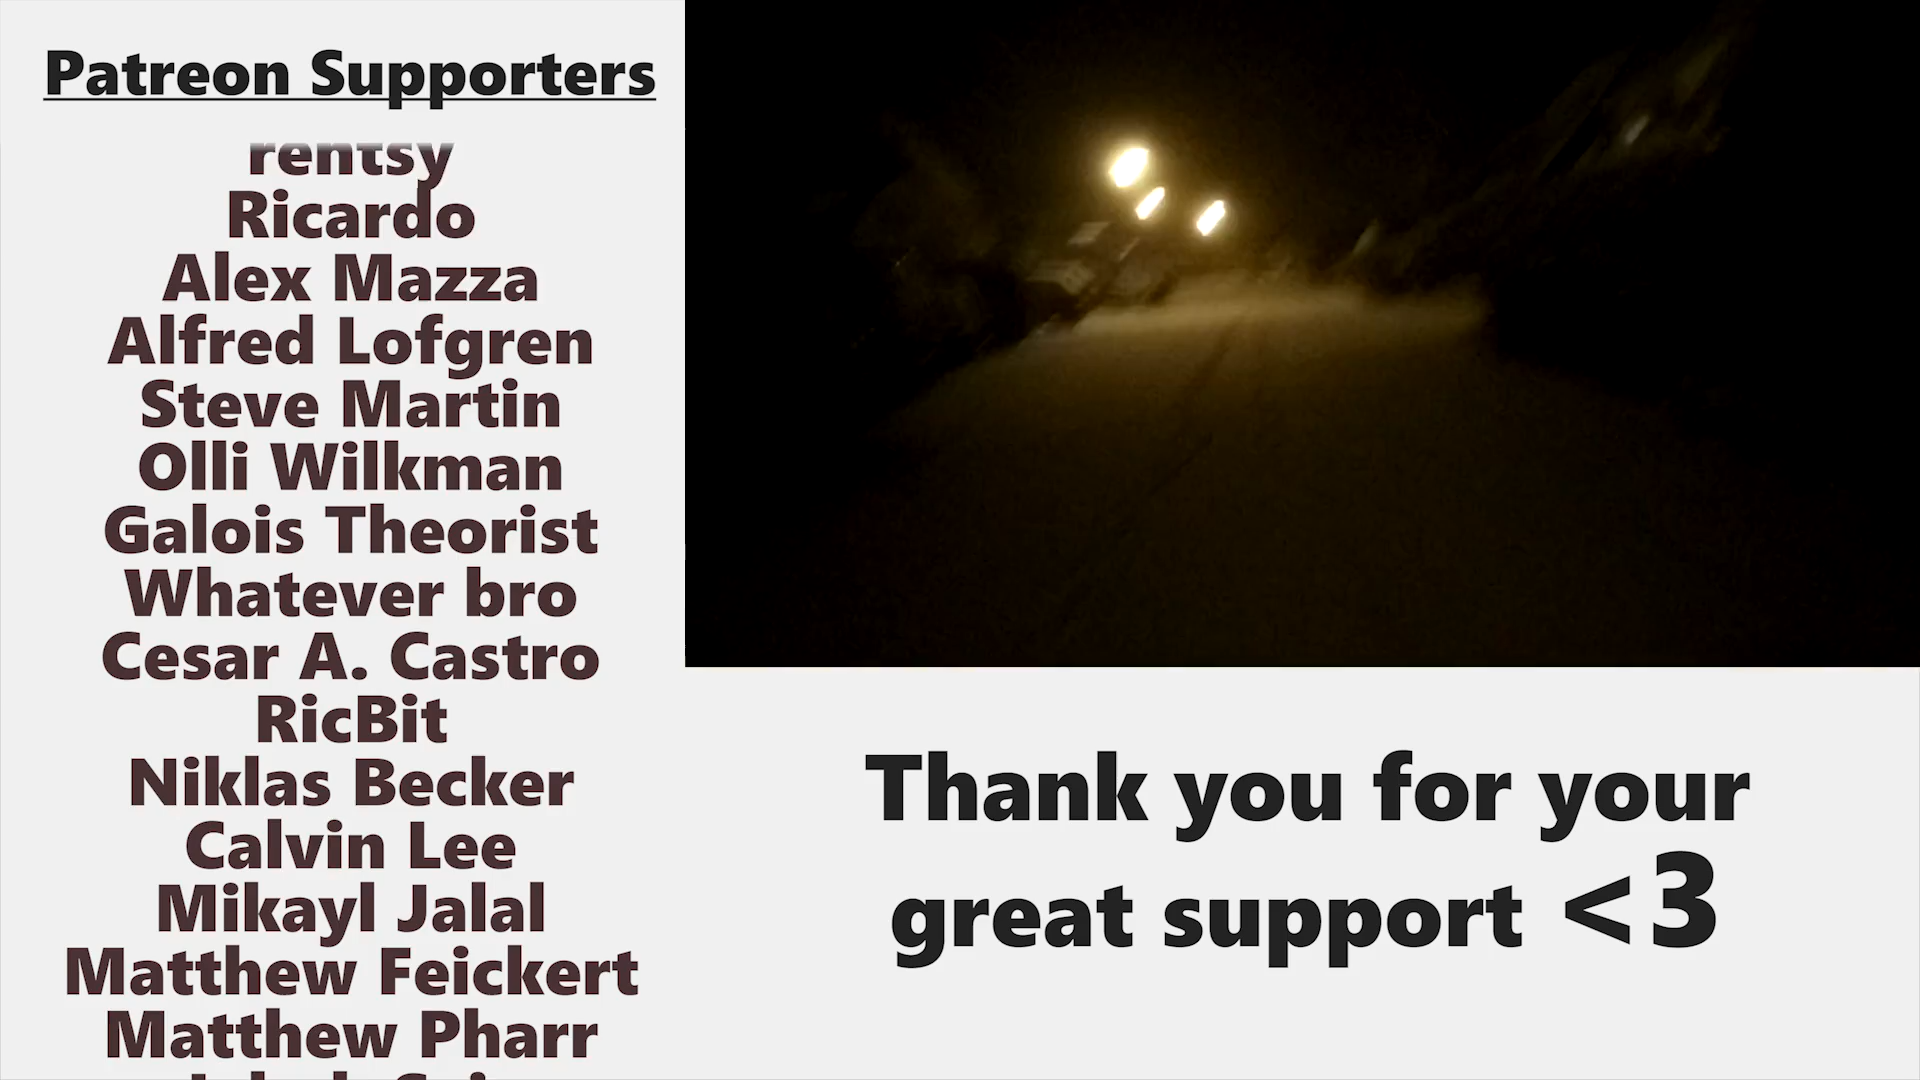 Patreon Supporters
rentsy
Ricardo
Alex Mazza
Alfred Lofgren
Steve Martin
Olli Wilkman
Galois Theorist
Whatever bro
Cesar A. Castro
RicBit
Niklas Becker
Calvin Lee
Mikayl Jalal
Matthew Feickert
Matthew Pharr
Thank you for your
great support <3